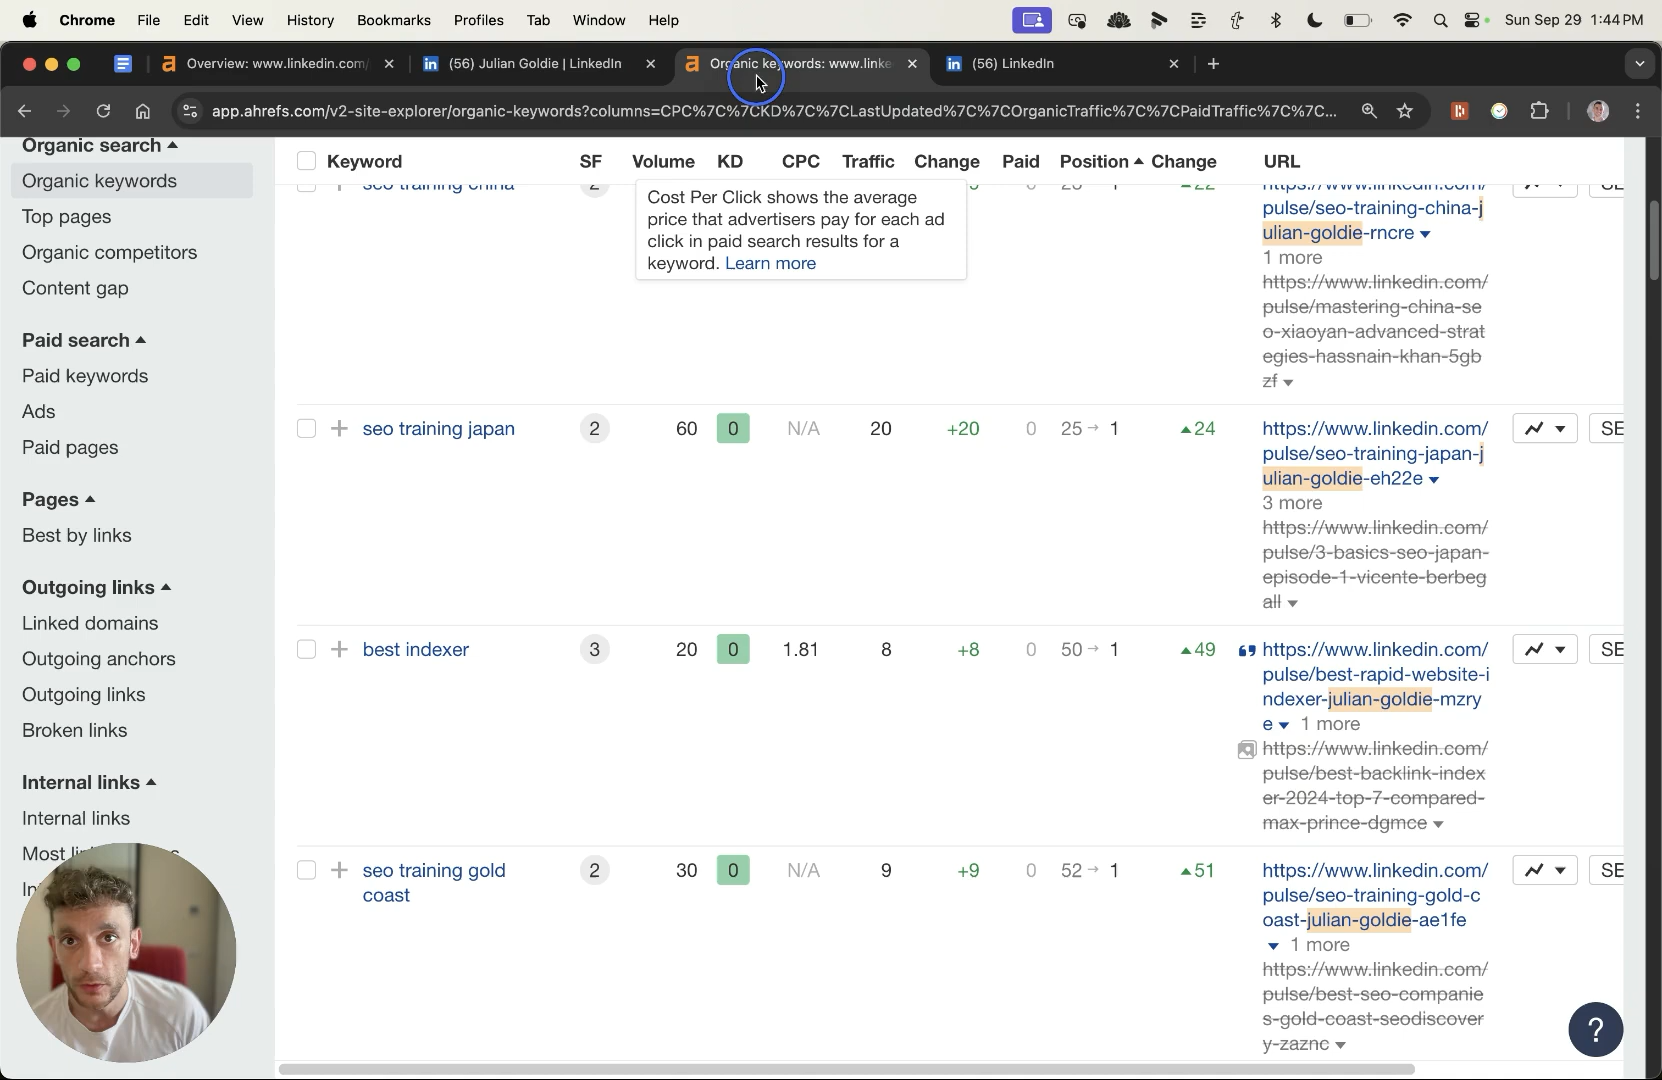 Chrome File Edit View History Bookmarks Profiles Tab Window Help Sun Sep 29 1:44 PM
Overview: www.linkedin.com/ (56) Julian Goldie | LinkedIn Organic keywords: www.linke (56) LinkedIn
app.ahrefs.com/v2-site-explorer/organic-keywords?columns=CPC%7C%7CKD%7C%7CLastUpdated%7C%7COrganicTraffic%7C%7CPaidTraffic%7C%7C...
Organic search
Organic keywords
Top pages
Organic competitors
Content gap
Paid search
Paid keywords
Ads
Paid pages
Pages
Best by links
Outgoing links
Linked domains
Outgoing anchors
Outgoing links
Broken links
Internal links
Internal links
Keyword SF Volume KD CPC Traffic Change Paid Position Change URL
seo training china
Cost Per Click shows the average
price that advertisers pay for each ad
click in paid search results for a
keyword. Learn more
https://www.linkedin.com/
pulse/seo-training-china-j
ulian-goldie-rncre
1 more
https://www.linkedin.com/
pulse/mastering-china-se
o-xiaoyan-advanced-strat
egies-hassnain-khan-5gb
zf
seo training japan 2 60 0 N/A 20 +20 0 25 → 1 24
https://www.linkedin.com/
pulse/seo-training-japan-j
ulian-goldie-eh22e
3 more
https://www.linkedin.com/
pulse/3-basics-seo-japan-
episode-1-vicente-berbeg
all
SE
best indexer 3 20 0 1.81 8 +8 0 50 → 1 49
https://www.linkedin.com/
pulse/best-rapid-website-i
ndexer-julian-goldie-mzry
e 1 more
https://www.linkedin.com/
pulse/best-backlink-index
er-2024-top-7-compared-
max-prince-dgmce
SE
seo training gold
coast
2 30 0 N/A 9 +9 0 52 → 1 51
https://www.linkedin.com/
pulse/seo-training-gold-c
oast-julian-goldie-ae1fe
1 more
https://www.linkedin.com/
pulse/best-seo-companie
s-gold-coast-seodiscover
y-zaznc
SE
?